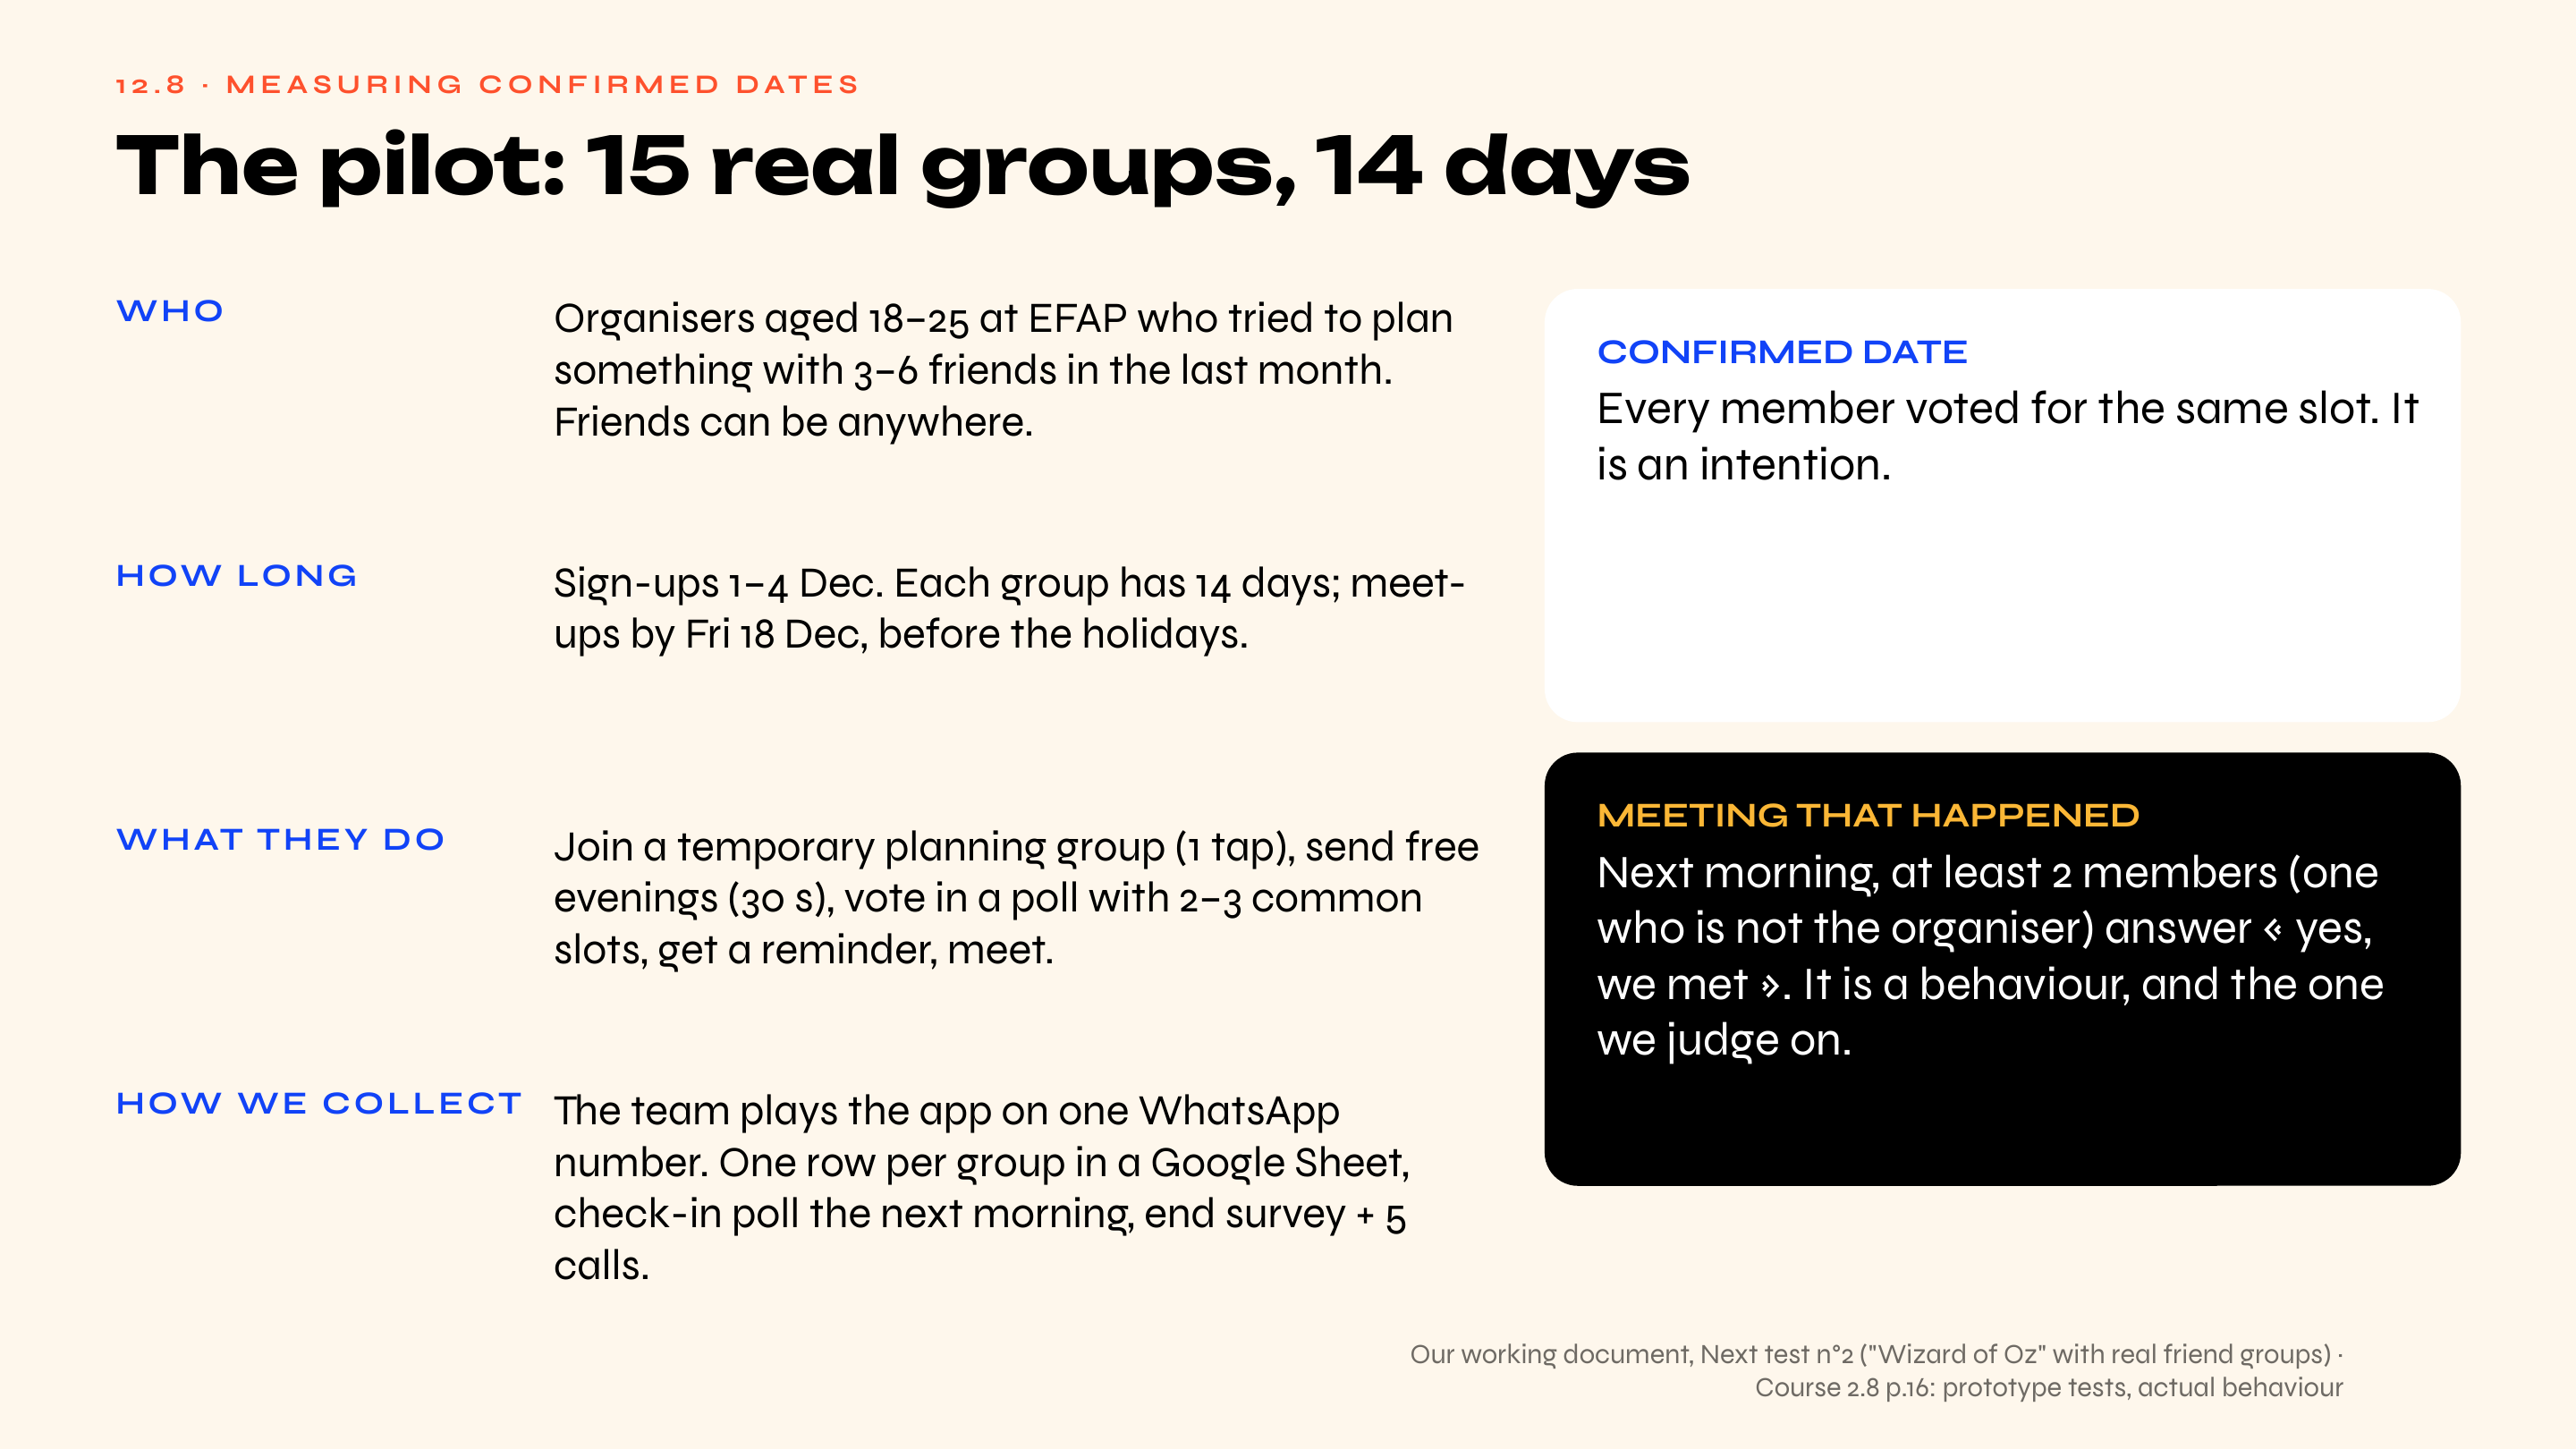 12.8 · MEASURING CONFIRMED DATES
The pilot: 15 real groups, 14 days
WHO
Organisers aged 18–25 at EFAP who tried to plan
something with 3–6 friends in the last month.
Friends can be anywhere.
HOW LONG
Sign-ups 1–4 Dec. Each group has 14 days; meet-
ups by Fri 18 Dec, before the holidays.
WHAT THEY DO
Join a temporary planning group (1 tap), send free
evenings (30 s), vote in a poll with 2–3 common
slots, get a reminder, meet.
HOW WE COLLECT
The team plays the app on one WhatsApp
number. One row per group in a Google Sheet,
check-in poll the next morning, end survey + 5
calls.
CONFIRMED DATE
Every member voted for the same slot. It
is an intention.
MEETING THAT HAPPENED
Next morning, at least 2 members (one
who is not the organiser) answer « yes,
we met ». It is a behaviour, and the one
we judge on.
Our working document, Next test n°2 ("Wizard of Oz" with real friend groups) ·
Course 2.8 p.16: prototype tests, actual behaviour